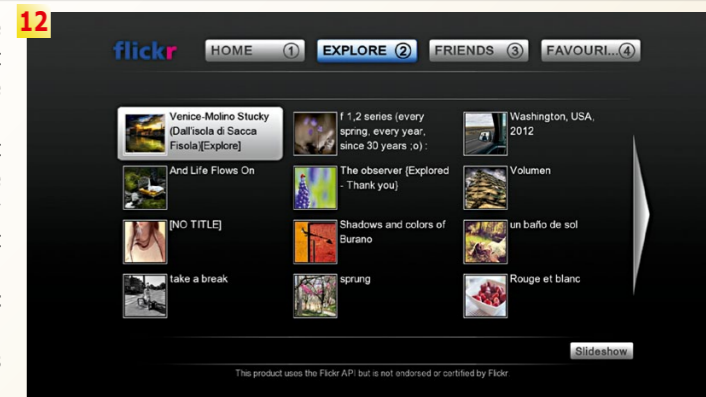 12
flickr HOME 1 EXPLORE 2 FRIENDS 3 FAVOURI...4
Venice-Molino Stucky
(Dall'isola di Sacca
Fisola)[Explore]
f 1,2 series (every
spring, every year,
since 30 years ;o) :
Washington, USA,
2012
And Life Flows On
The observer {Explored
- Thank you}
Volumen
[NO TITLE]
Shadows and colors of
Burano
un baño de sol
take a break
sprung
Rouge et blanc
Slideshow
This product uses the Flickr API but is not endorsed or certified by Flickr.